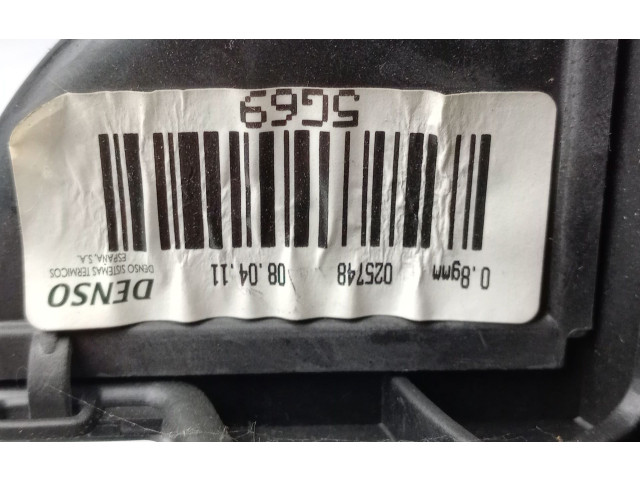 DENSO
DENSO SISTEMAS TERMICOS
ESPAÑA, S.A.
0.8gmm 025748 08.04.11
5G69